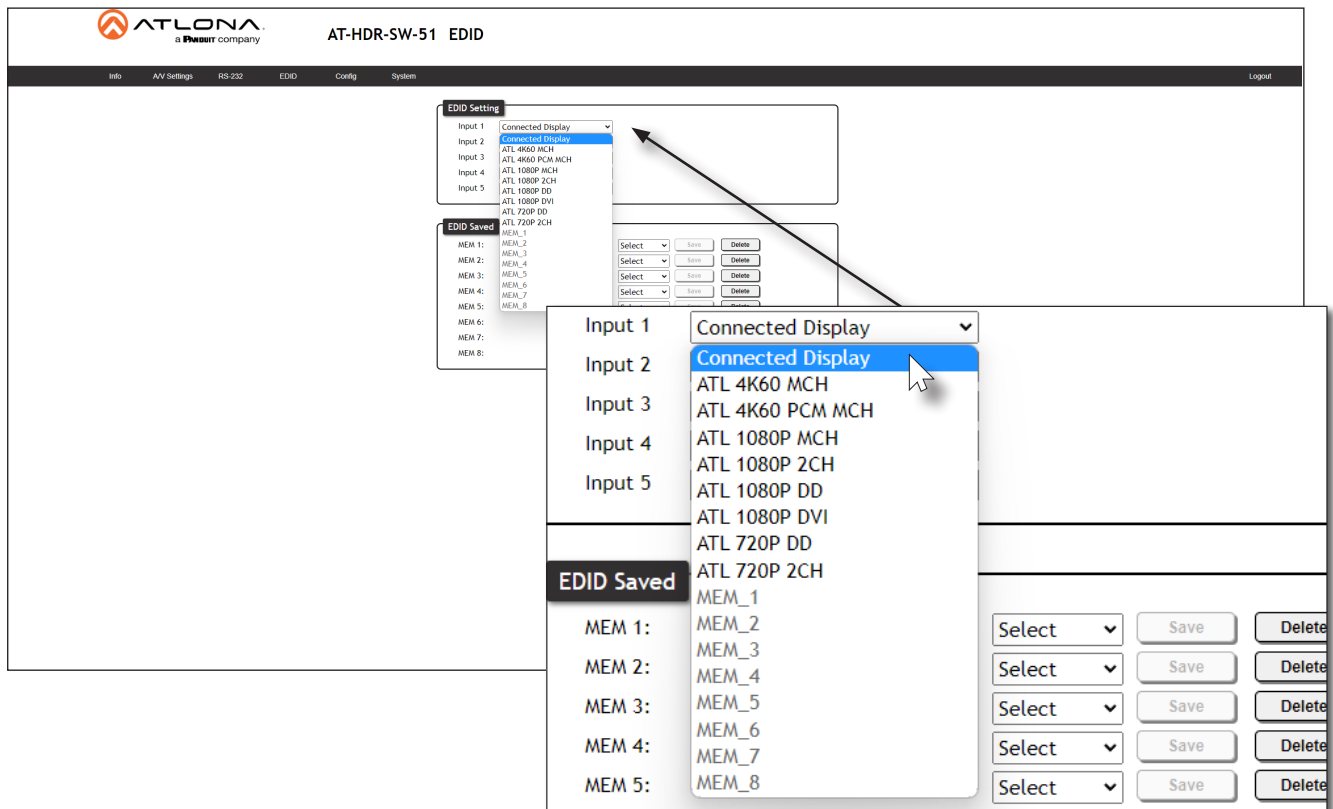 ATLONA.
a PANDUIT company
AT-HDR-SW-51 EDID
Info A/V Settings RS-232 EDID Config System Logout
EDID Setting
Input 1 Connected Display
Input 2
Input 3
Input 4
Input 5
Connected Display
ATL 4K60 MCH
ATL 4K60 PCM MCH
ATL 1080P MCH
ATL 1080P 2CH
ATL 1080P DD
ATL 1080P DVI
ATL 720P DD
ATL 720P 2CH
MEM_1
MEM_2
MEM_3
MEM_4
MEM_5
MEM_6
MEM_7
MEM_8
EDID Saved
MEM 1: Select Save Delete
MEM 2: Select Save Delete
MEM 3: Select Save Delete
MEM 4: Select Save Delete
MEM 5:
MEM 6:
MEM 7:
MEM 8:
Input 1 Connected Display
Input 2
Input 3
Input 4
Input 5
Connected Display
ATL 4K60 MCH
ATL 4K60 PCM MCH
ATL 1080P MCH
ATL 1080P 2CH
ATL 1080P DD
ATL 1080P DVI
ATL 720P DD
ATL 720P 2CH
MEM_1
MEM_2
MEM_3
MEM_4
MEM_5
MEM_6
MEM_7
MEM_8
EDID Saved
MEM 1: Select Save Delete
MEM 2: Select Save Delete
MEM 3: Select Save Delete
MEM 4: Select Save Delete
MEM 5: Select Save Delete